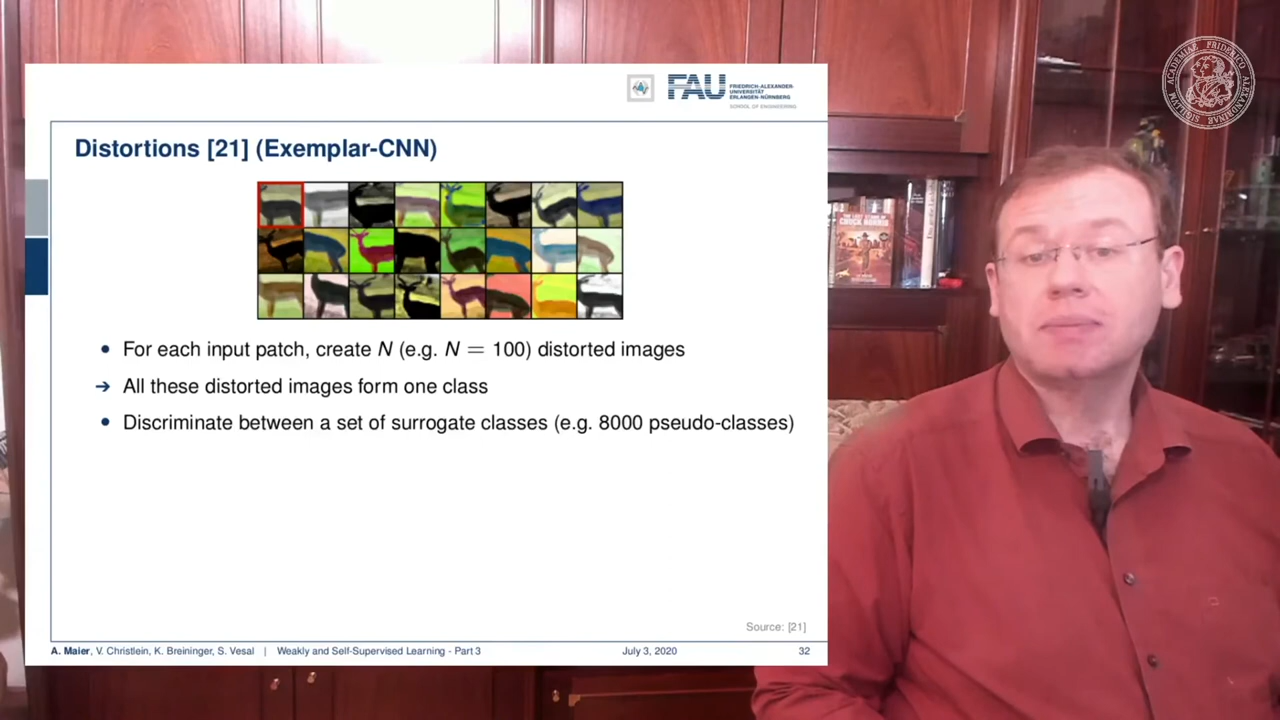 FAU
FRIEDRICH-ALEXANDER-
UNIVERSITÄT
ERLANGEN-NÜRNBERG
SCHOOL OF ENGINEERING
Distortions [21] (Exemplar-CNN)
• For each input patch, create N (e.g. N = 100) distorted images
➔ All these distorted images form one class
• Discriminate between a set of surrogate classes (e.g. 8000 pseudo-classes)
Source: [21]
A. Maier, V. Christlein, K. Breininger, S. Vesal | Weakly and Self-Supervised Learning - Part 3 July 3, 2020 32
CHUCK NORRIS